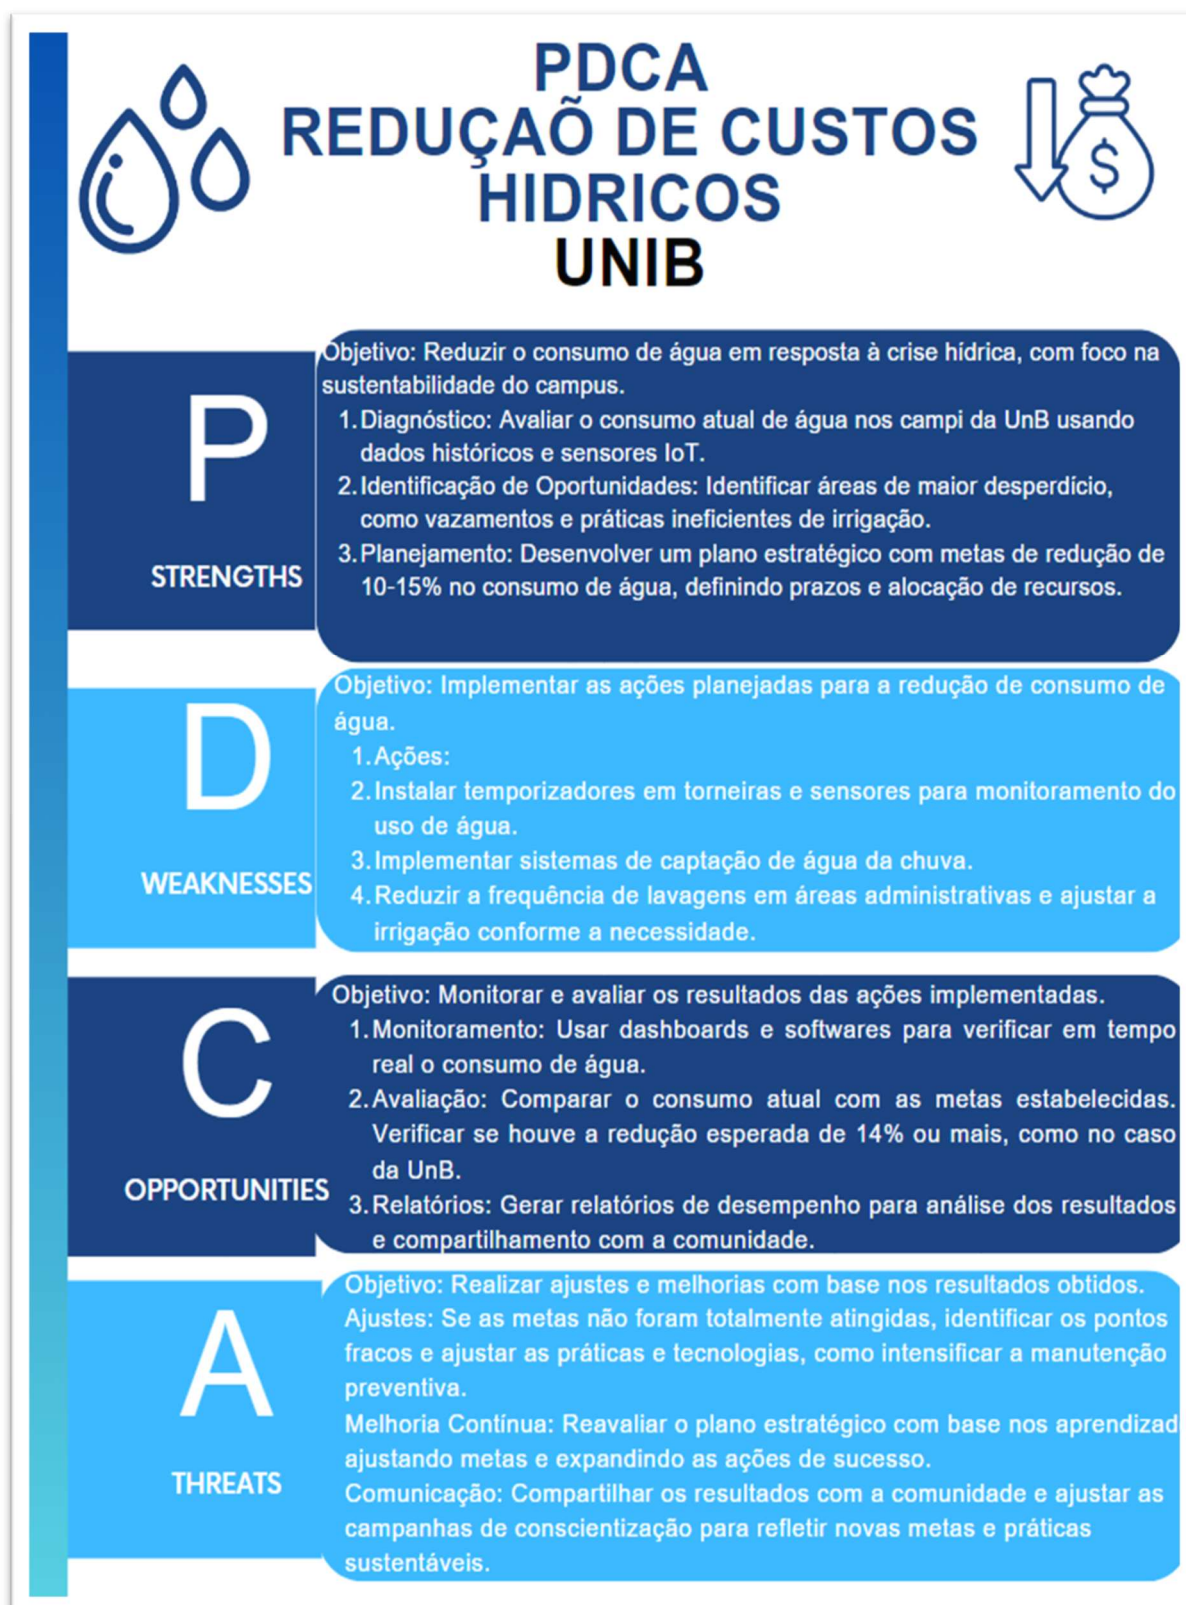 PDCA
REDUÇAÕ DE CUSTOS
HIDRICOS
UNIB
$
P
STRENGTHS
Objetivo: Reduzir o consumo de água em resposta à crise hídrica, com foco na
sustentabilidade do campus.
1. Diagnóstico: Avaliar o consumo atual de água nos campi da UnB usando
dados históricos e sensores IoT.
2. Identificação de Oportunidades: Identificar áreas de maior desperdício,
como vazamentos e práticas ineficientes de irrigação.
3. Planejamento: Desenvolver um plano estratégico com metas de redução de
10-15% no consumo de água, definindo prazos e alocação de recursos.
D
WEAKNESSES
Objetivo: Implementar as ações planejadas para a redução de consumo de
água.
1. Ações:
2. Instalar temporizadores em torneiras e sensores para monitoramento do
uso de água.
3. Implementar sistemas de captação de água da chuva.
4. Reduzir a frequência de lavagens em áreas administrativas e ajustar a
irrigação conforme a necessidade.
C
OPPORTUNITIES
Objetivo: Monitorar e avaliar os resultados das ações implementadas.
1. Monitoramento: Usar dashboards e softwares para verificar em tempo
real o consumo de água.
2. Avaliação: Comparar o consumo atual com as metas estabelecidas.
Verificar se houve a redução esperada de 14% ou mais, como no caso
da UnB.
3. Relatórios: Gerar relatórios de desempenho para análise dos resultados
e compartilhamento com a comunidade.
A
THREATS
Objetivo: Realizar ajustes e melhorias com base nos resultados obtidos.
Ajustes: Se as metas não foram totalmente atingidas, identificar os pontos
fracos e ajustar as práticas e tecnologias, como intensificar a manutenção
preventiva.
Melhoria Contínua: Reavaliar o plano estratégico com base nos aprendizad
ajustando metas e expandindo as ações de sucesso.
Comunicação: Compartilhar os resultados com a comunidade e ajustar as
campanhas de conscientização para refletir novas metas e práticas
sustentáveis.